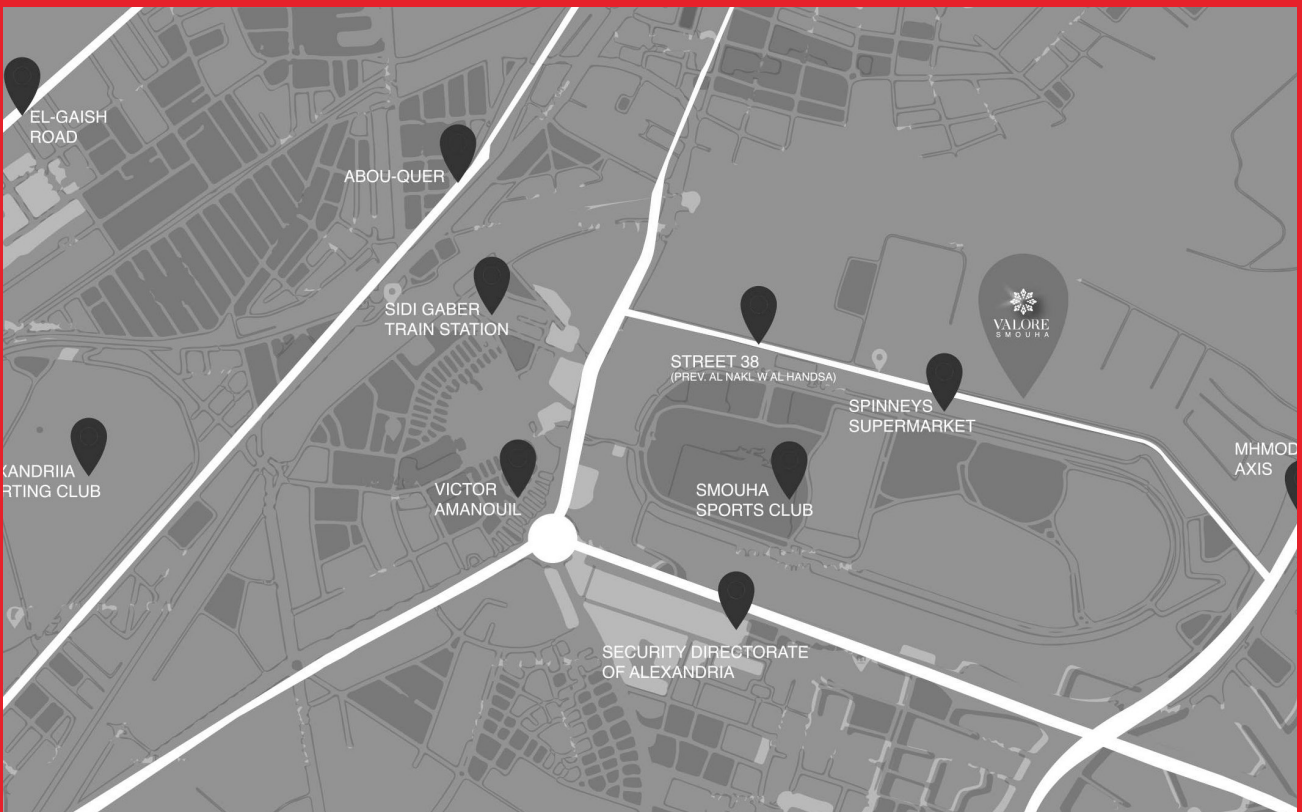 EL-GAISH
ROAD
ABOU-QUER
SIDI GABER
TRAIN STATION
VALORE
SMOUHA
STREET 38
(PREV. AL NAKL W AL HANDSA)
SPINNEYS
SUPERMARKET
MHMOD
AXIS
XANDRIIA
RTING CLUB
VICTOR
AMANOUIL
SMOUHA
SPORTS CLUB
SECURITY DIRECTORATE
OF ALEXANDRIA